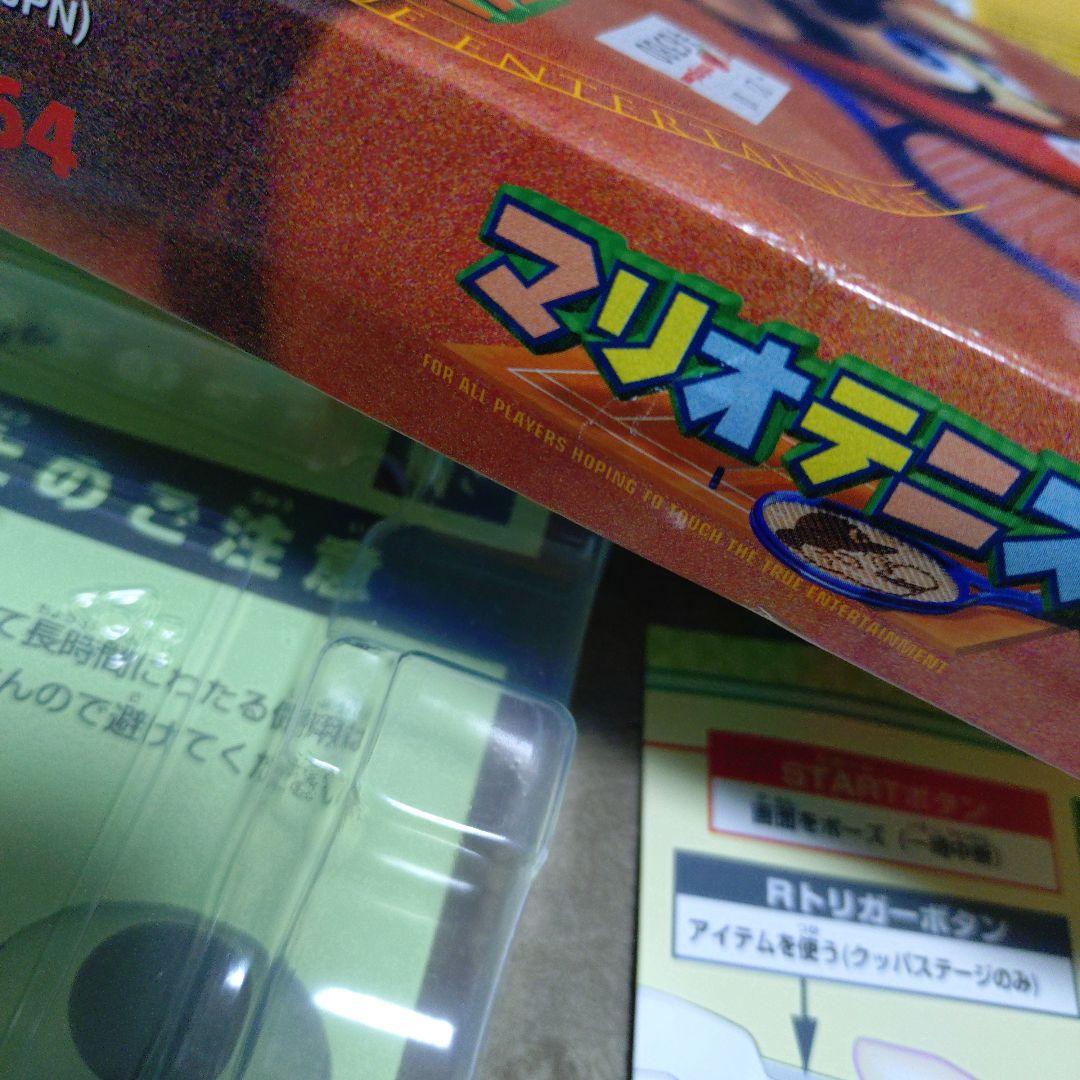 JPN)
64
ENTERTAINMENT
マリオテニス
FOR ALL PLAYERS HOPING TO TOUCH THE TRUE ENTERTAINMENT
のご注意
て長時間にわたる使用は
んので避けてください
STARTボタン
画面をポーズ(一時中断)
Rトリガーボタン
アイテムを使う(クッパステージのみ)